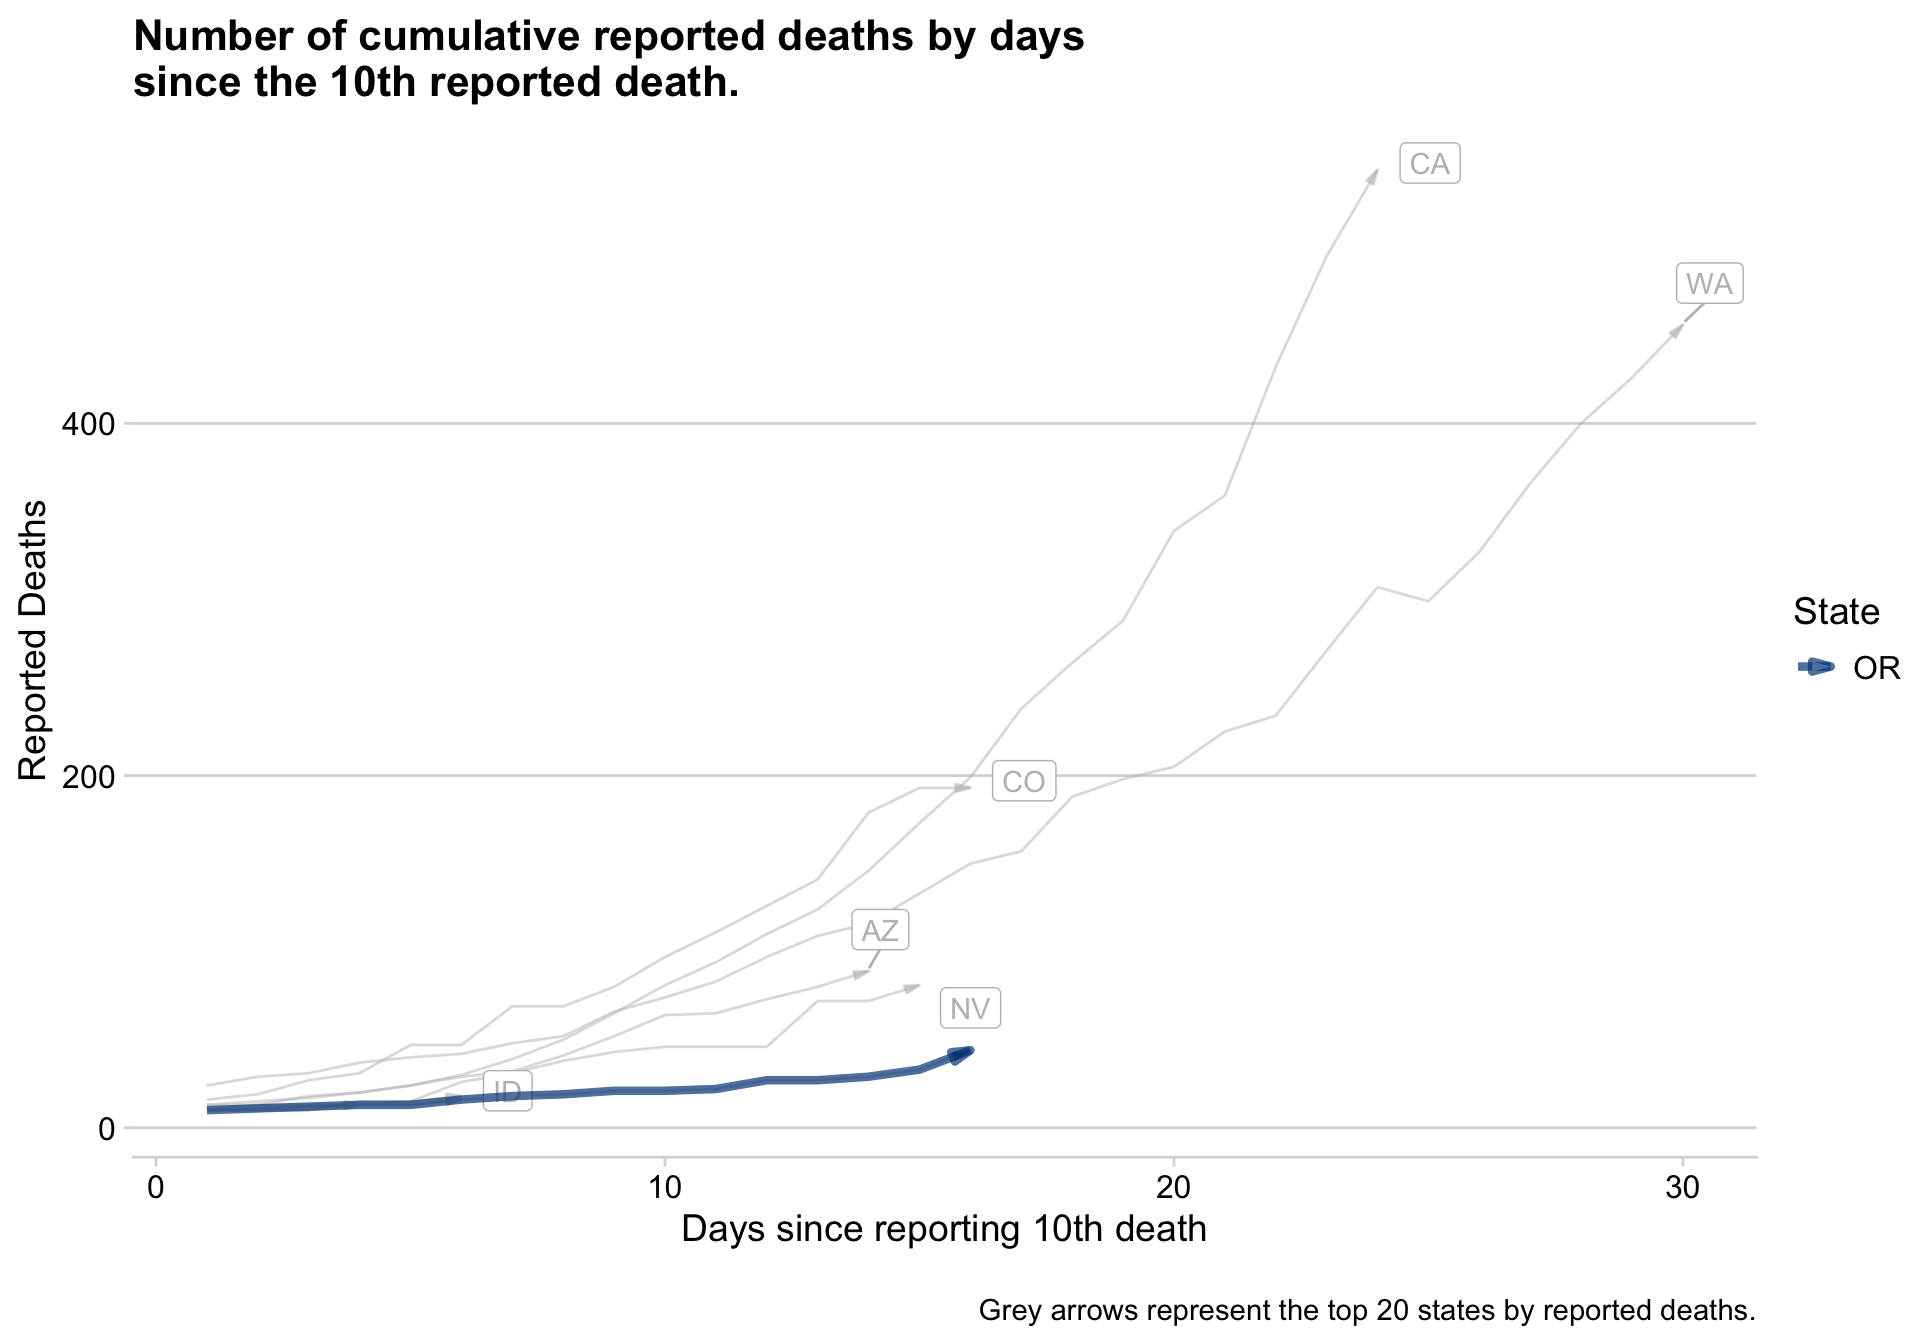 Number of cumulative reported deaths by days
since the 10th reported death.
CA
WA
400
Reported Deaths
State
OR
200
CO
AZ
NV
ID
0
0 10 20 30
Days since reporting 10th death
Grey arrows represent the top 20 states by reported deaths.